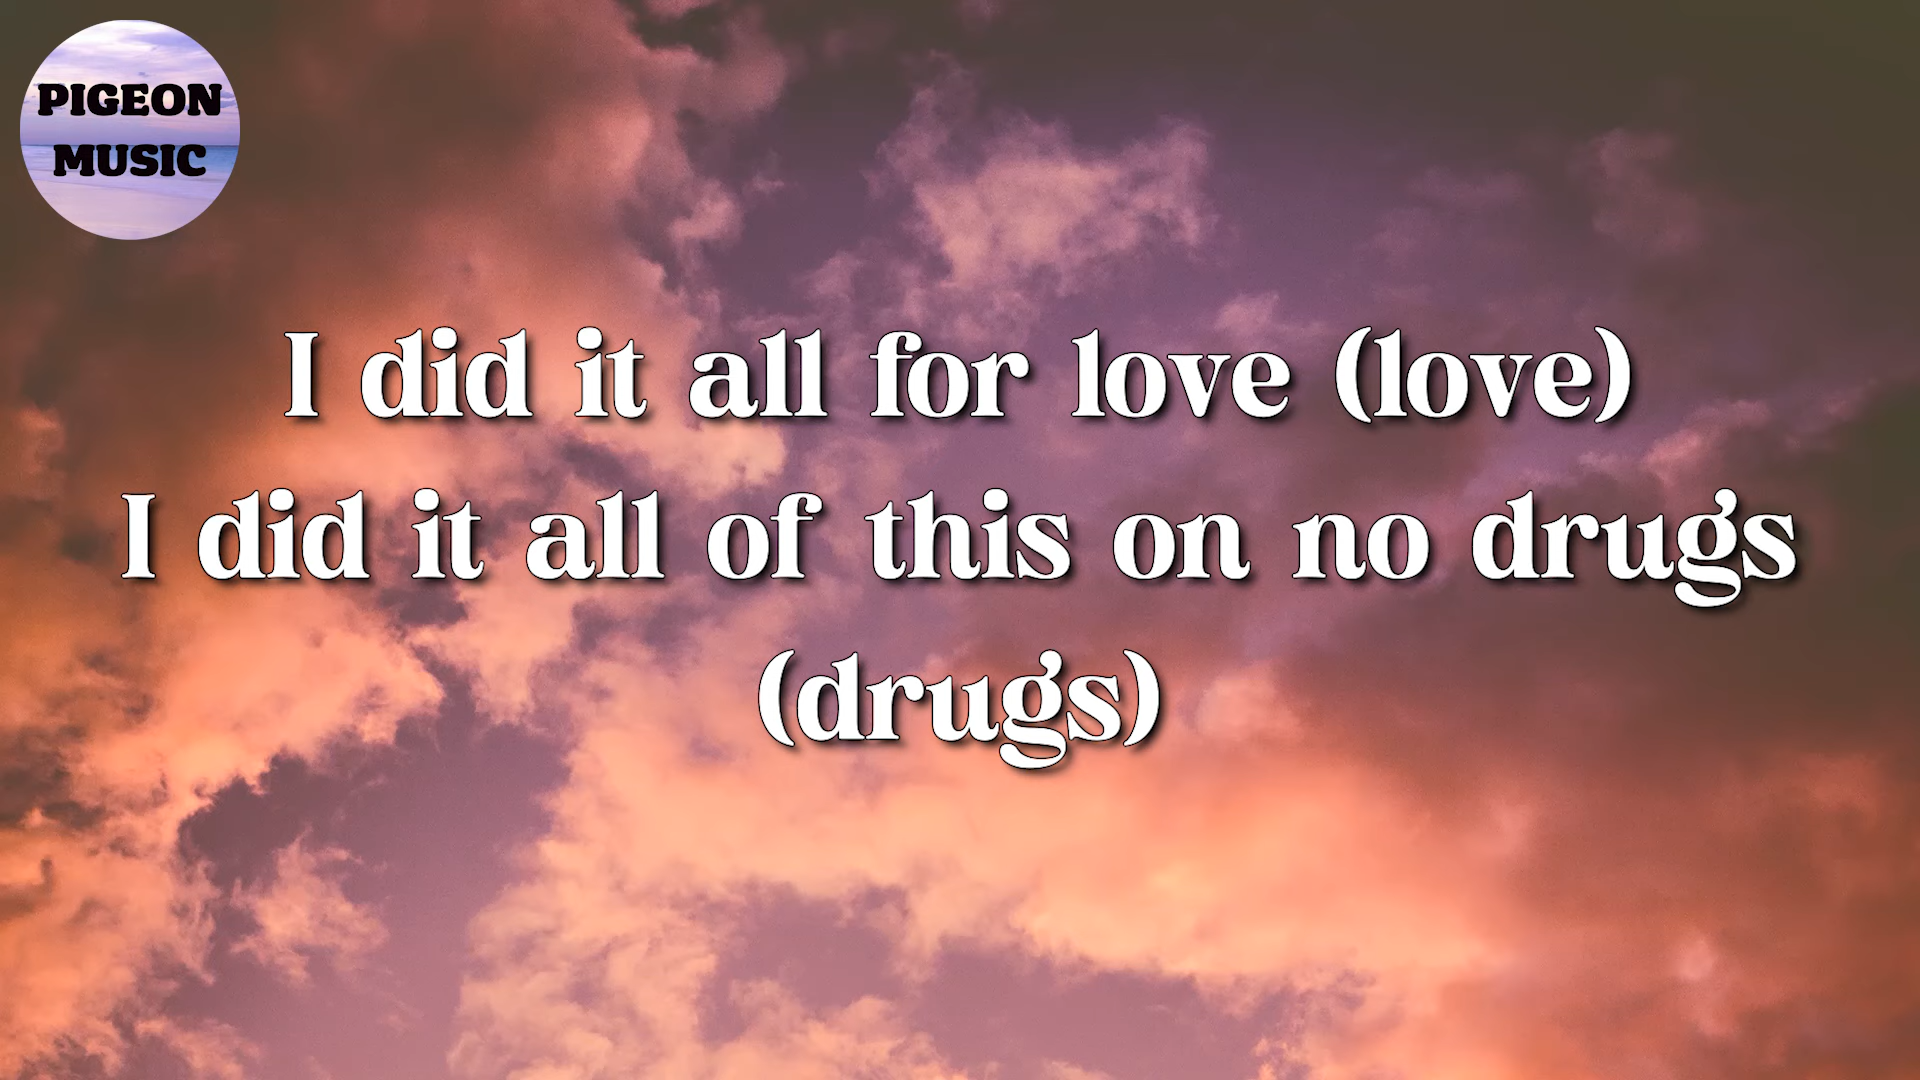 PIGEON
MUSIC
I did it all for love (love)
I did it all of this on no drugs
(drugs)